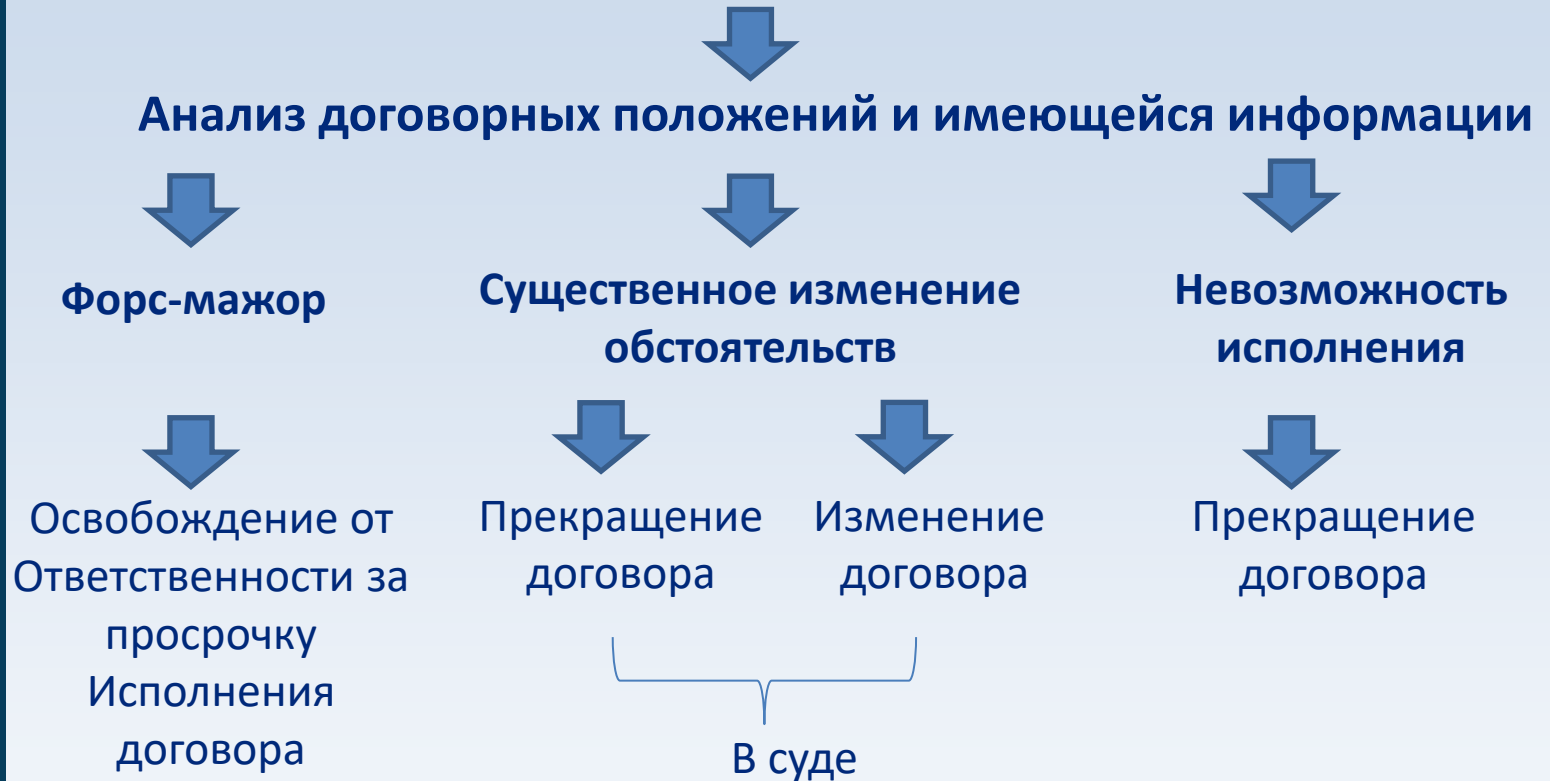 Анализ договорных положений и имеющейся информации
Форс-мажор
Существенное изменение
обстоятельств
Невозможность
исполнения
Освобождение от
Ответственности за
просрочку
Исполнения
договора
Прекращение
договора
Изменение
договора
Прекращение
договора
В суде